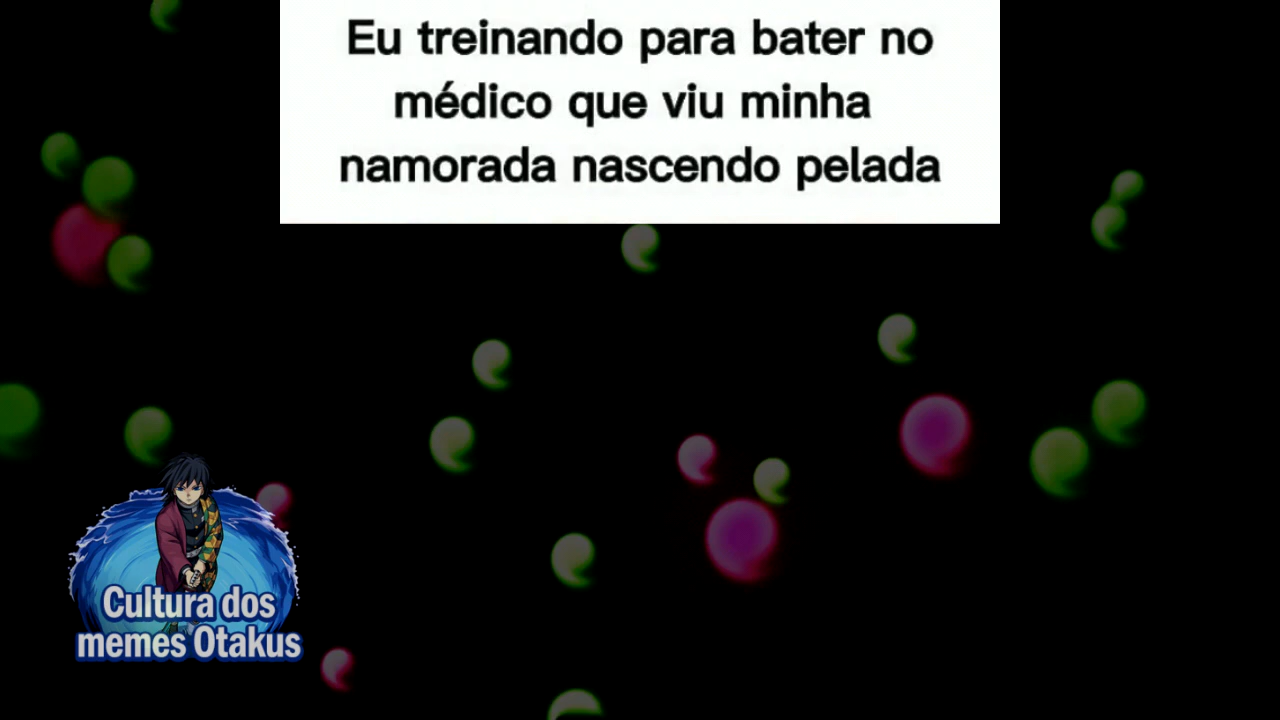 Eu treinando para bater no
médico que viu minha
namorada nascendo pelada
Cultura dos
memes Otakus